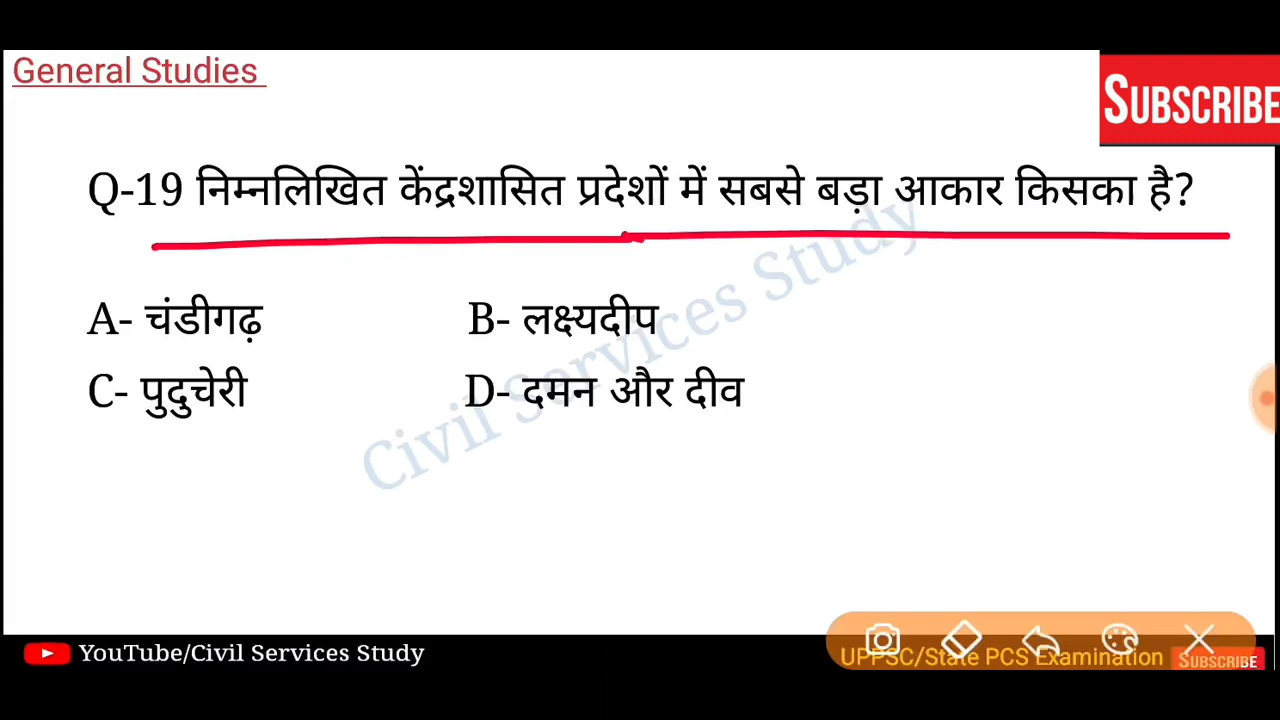 General Studies
SUBSCRIBE
Q-19 निम्नलिखित केंद्रशासित प्रदेशों में सबसे बड़ा आकार किसका है?
A- चंडीगढ़ B- लक्ष्यदीप
C- पुदुचेरी D- दमन और दीव
Civil Services Study
YouTube/Civil Services Study
UPPSC/State PCS Examination SUBSCRIBE